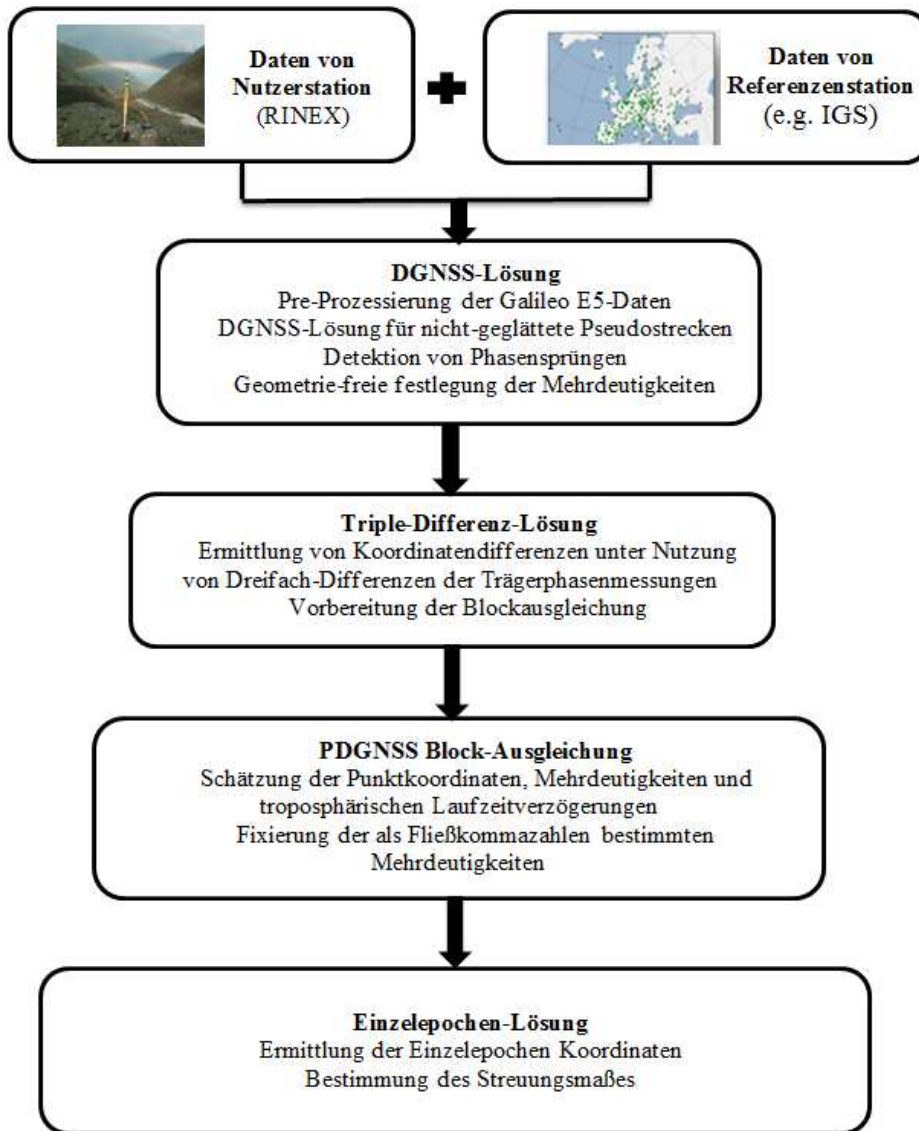 Daten von
Nutzerstation
(RINEX)
Daten von
Referenzenstation
(e.g. IGS)
DGNSS-Lösung
Pre-Prozessierung der Galileo E5-Daten
DGNSS-Lösung für nicht-geglättete Pseudostrecken
Detektion von Phasensprüngen
Geometrie-freie festlegung der Mehrdeutigkeiten
Triple-Differenz-Lösung
Ermittlung von Koordinatendifferenzen unter Nutzung
von Dreifach-Differenzen der Trägerphasenmessungen
Vorbereitung der Blockausgleichung
PDGNSS Block-Ausgleichung
Schätzung der Punktkoordinaten, Mehrdeutigkeiten und
troposphärischen Laufzeitverzögerungen
Fixierung der als Fließkommazahlen bestimmten
Mehrdeutigkeiten
Einzelepochen-Lösung
Ermittlung der Einzelepochen Koordinaten
Bestimmung des Streuungsmaßes